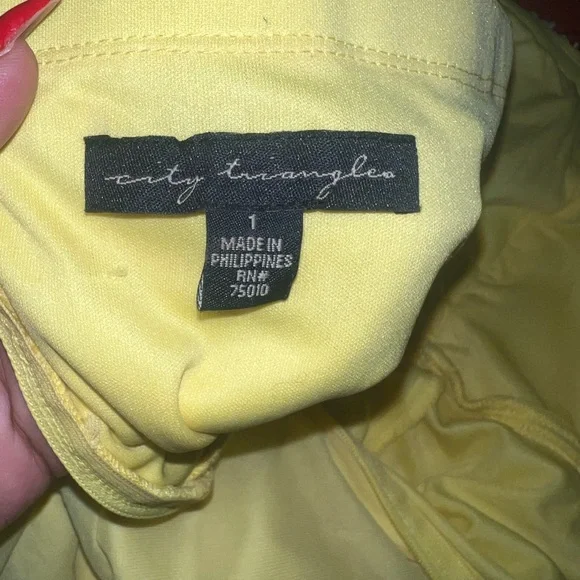 city triangles
1
MADE IN
PHILIPPINES
RN#
75010